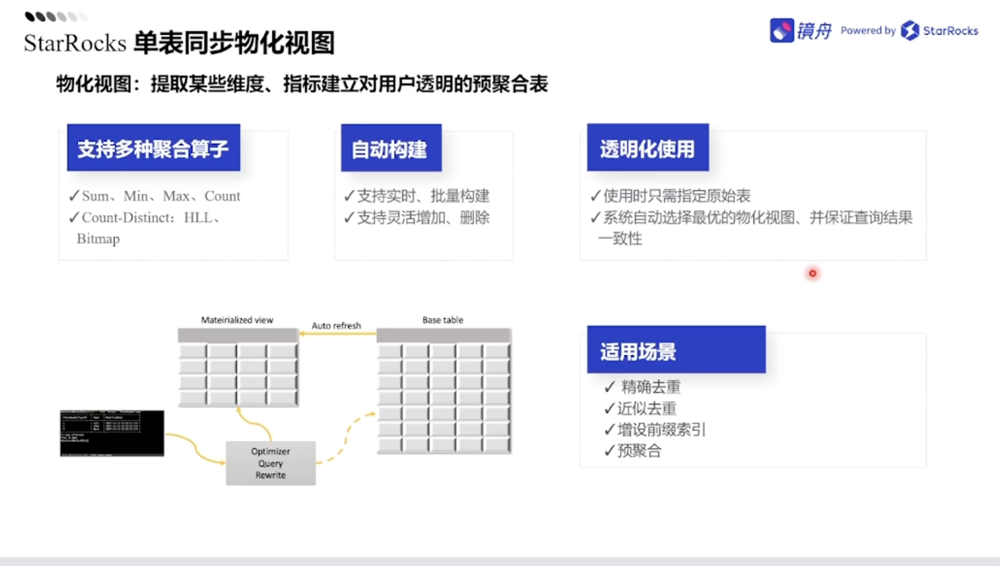 StarRocks 单表同步物化视图
镜舟 Powered by StarRocks
物化视图：提取某些维度、指标建立对用户透明的预聚合表
支持多种聚合算子
✓Sum、Min、Max、Count
✓Count-Distinct：HLL、
Bitmap
自动构建
✓支持实时、批量构建
✓支持灵活增加、删除
透明化使用
✓使用时只需指定原始表
✓系统自动选择最优的物化视图、并保证查询结果
一致性
Mateirialized view
Auto refresh
Base table
Optimizer
Query
Rewrite
适用场景
✓ 精确去重
✓近似去重
✓增设前缀索引
✓预聚合